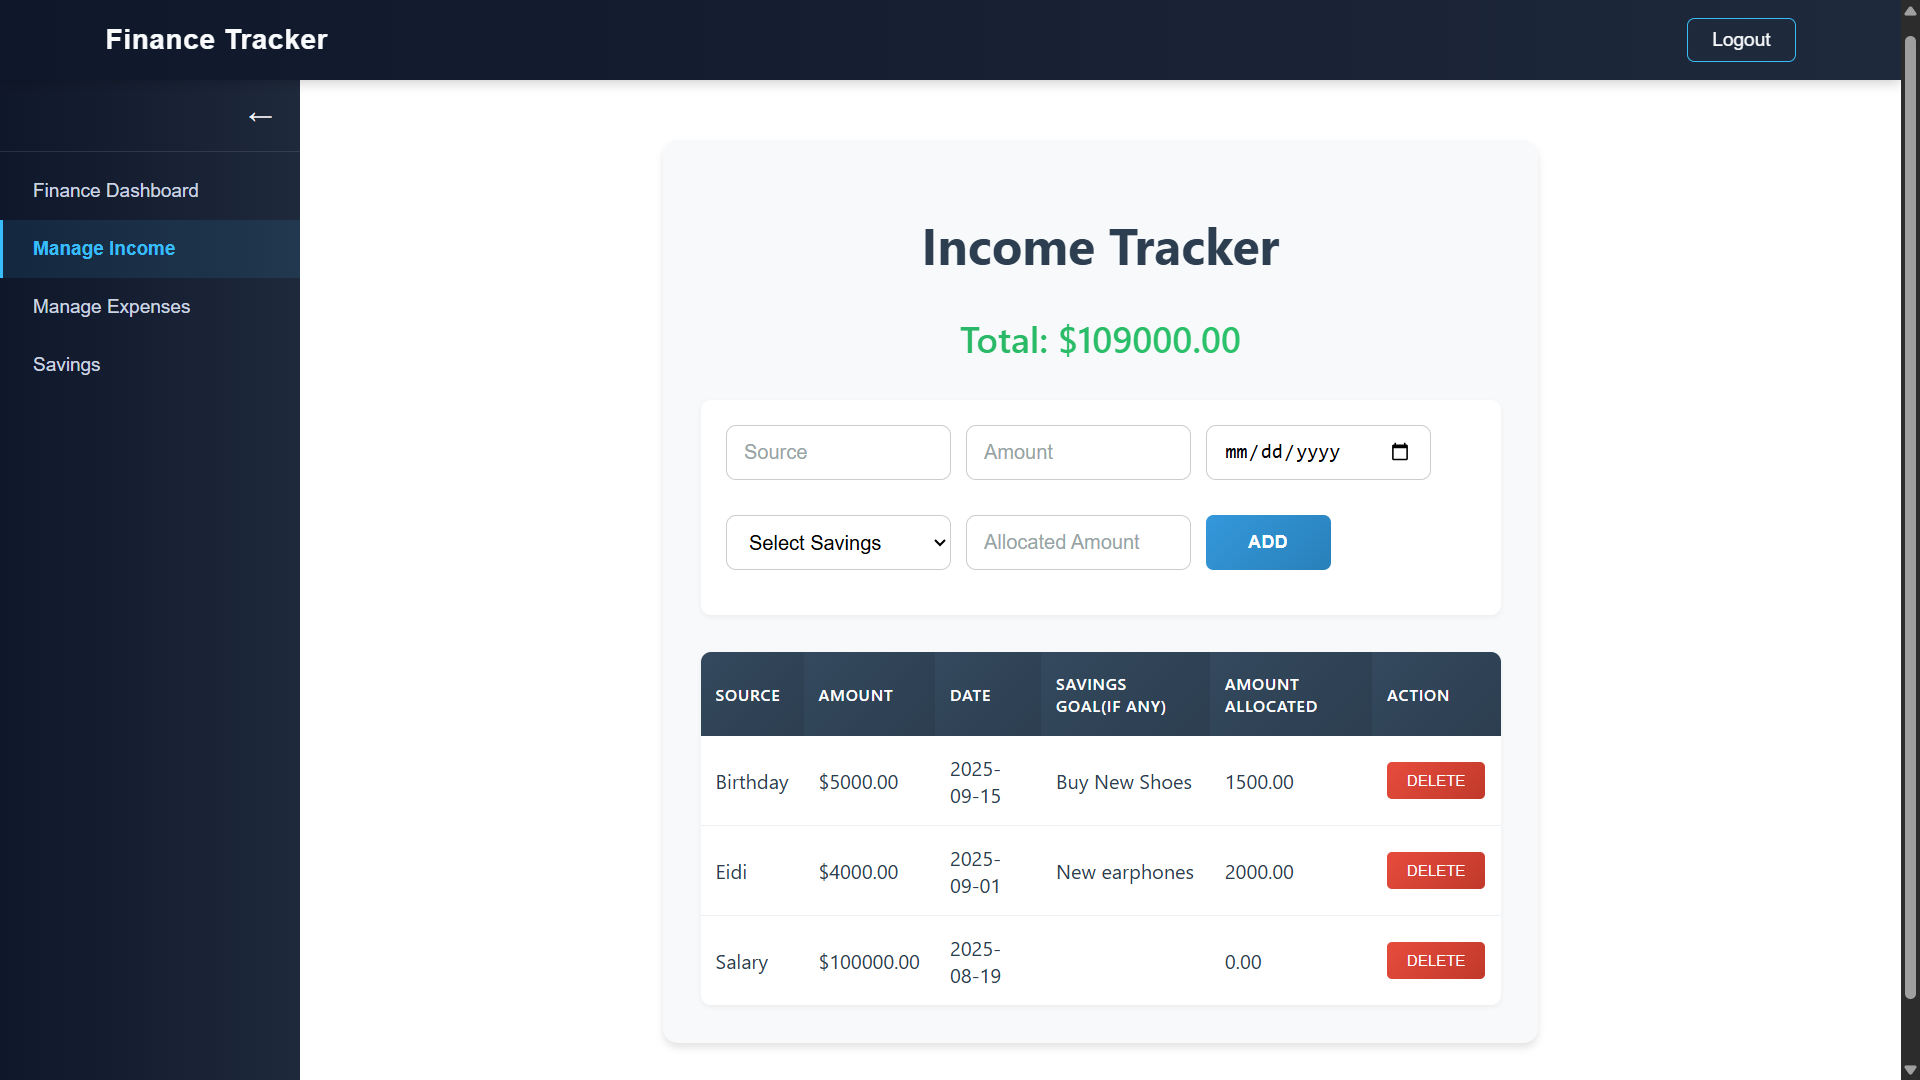 Finance Tracker
Logout
←
Finance Dashboard
Manage Income
Manage Expenses
Savings
Income Tracker
Total: $109000.00
Source
Amount
mm/dd/yyyy
Select Savings
Allocated Amount
ADD
SOURCE
AMOUNT
DATE
SAVINGS
GOAL(IF ANY)
AMOUNT
ALLOCATED
ACTION
Birthday
$5000.00
2025-
09-15
Buy New Shoes
1500.00
DELETE
Eidi
$4000.00
2025-
09-01
New earphones
2000.00
DELETE
Salary
$100000.00
2025-
08-19
0.00
DELETE